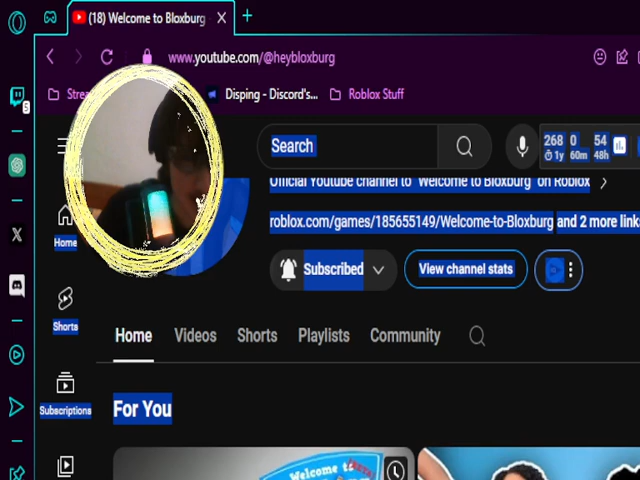 (18) Welcome to Bloxburg
www.youtube.com/@heybloxburg
Disping - Discord's...
Roblox Stuff
Search
268 0 54
1y 60m 48h
Official Youtube channel to "Welcome to Bloxburg" on Roblox
roblox.com/games/185655149/Welcome-to-Bloxburg and 2 more links
Home
Subscribed
View channel stats
Shorts
Home Videos Shorts Playlists Community
Subscriptions
For You
Welcome to